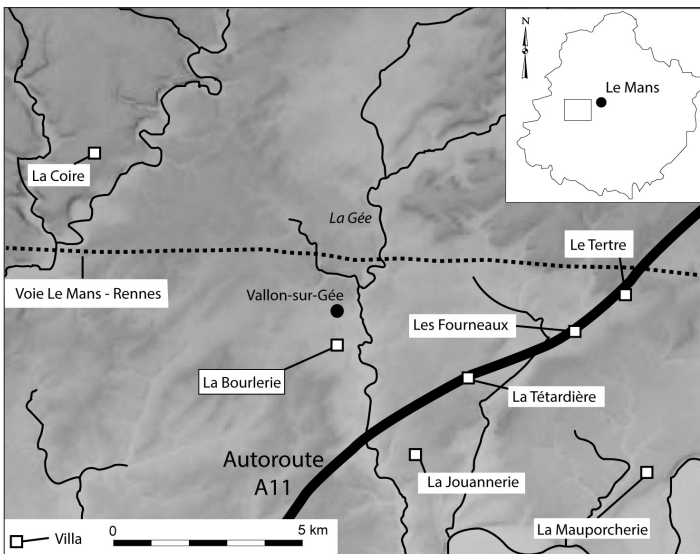 N
Le Mans
La Coire
La Gée
Le Tertre
Voie Le Mans - Rennes
Vallon-sur-Gée
Les Fourneaux
La Bourlerie
La Tétardière
Autoroute
A11
La Jouannerie
La Mauporcherie
Villa
0
5 km